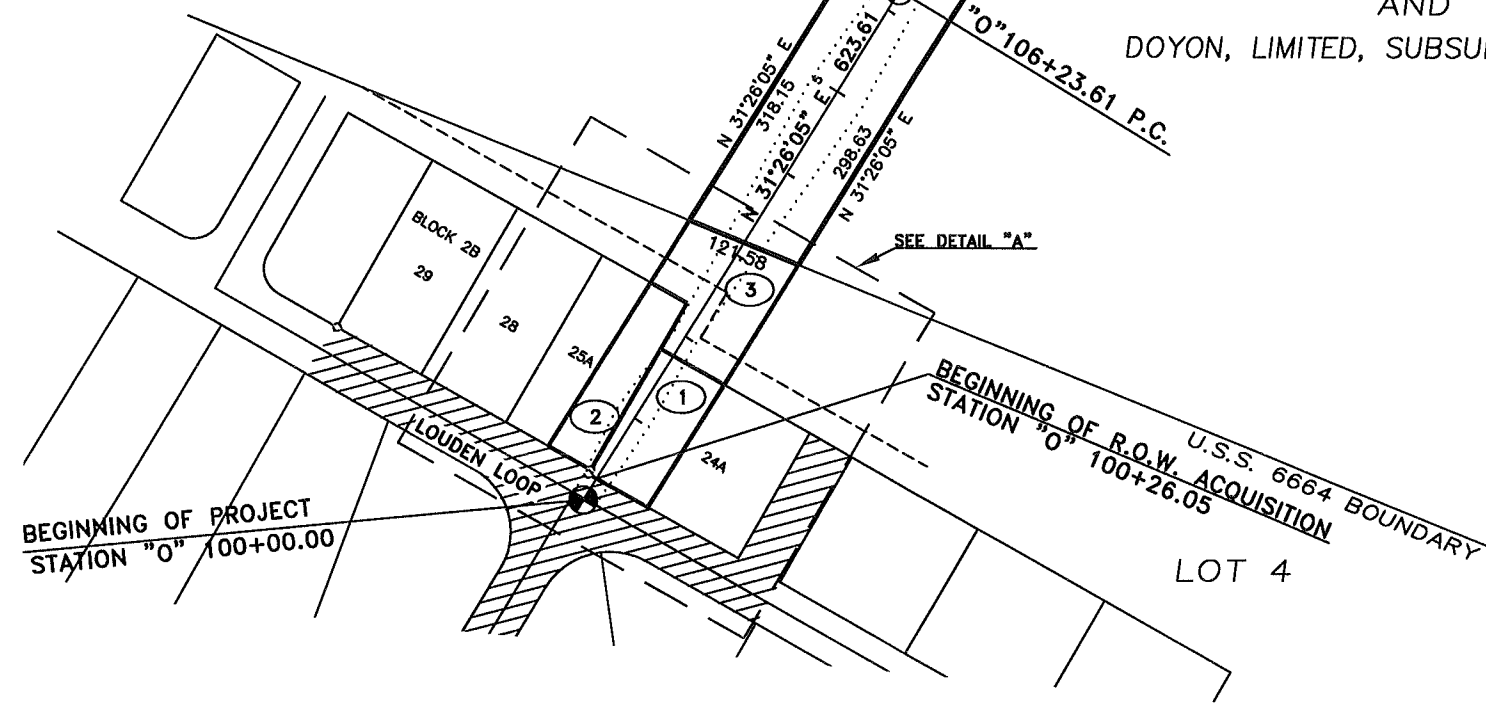 AND
DOYON, LIMITED, SUBSU
"O"106+23.61 P.C.
N 31°26'05" E
318.15
N 31°26'05" E
623.61
5
298.63
N 31°26'05" E
SEE DETAIL "A"
121.58
3
BLOCK 2B
29
28
25A
2
1
24A
LOUDEN LOOP
BEGINNING OF R.O.W. ACQUISITION
STATION "O" 100+26.05
U.S.S. 6664 BOUNDARY
BEGINNING OF PROJECT
STATION "O" 100+00.00
LOT 4